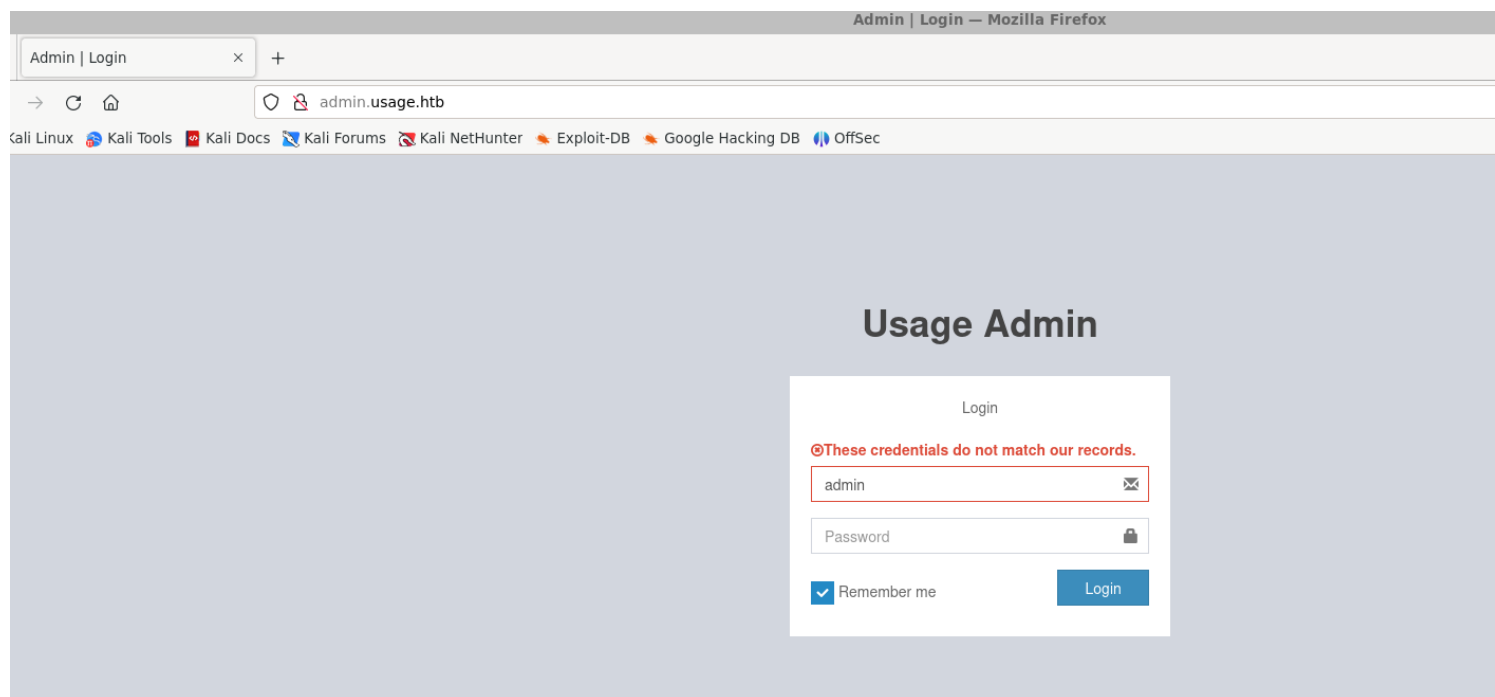 Admin | Login — Mozilla Firefox
Admin | Login × +
admin.usage.htb
Kali Linux Kali Tools Kali Docs Kali Forums Kali NetHunter Exploit-DB Google Hacking DB OffSec
Usage Admin
Login
These credentials do not match our records.
admin
Password
Remember me Login